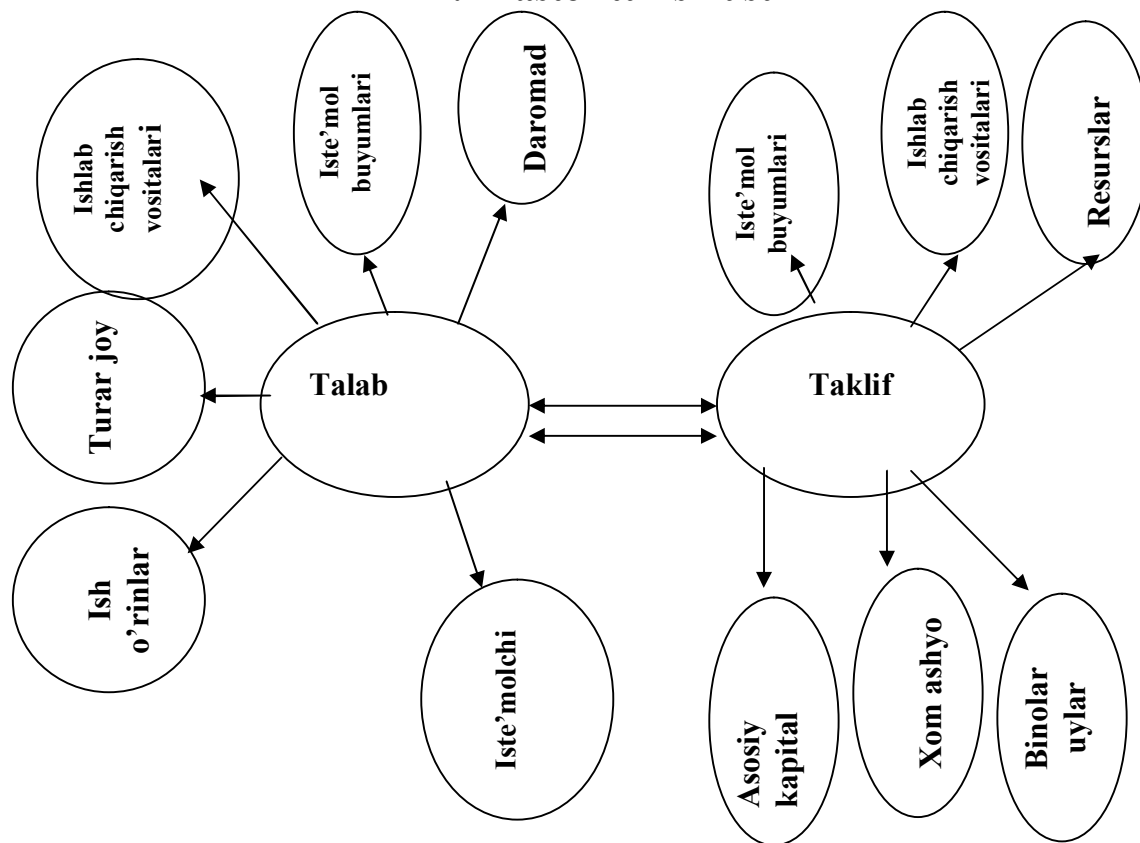 Ishlab
chiqarish
vositalari
Iste’mol
buyumlari
Daromad
Iste’mol
buyumlari
Ishlab
chiqarish
vositalari
Resurslar
Turar joy
Talab
Taklif
Ish
o’rinlar
Iste’molchi
Asosiy
kapital
Xom ashyo
Binolar
uylar